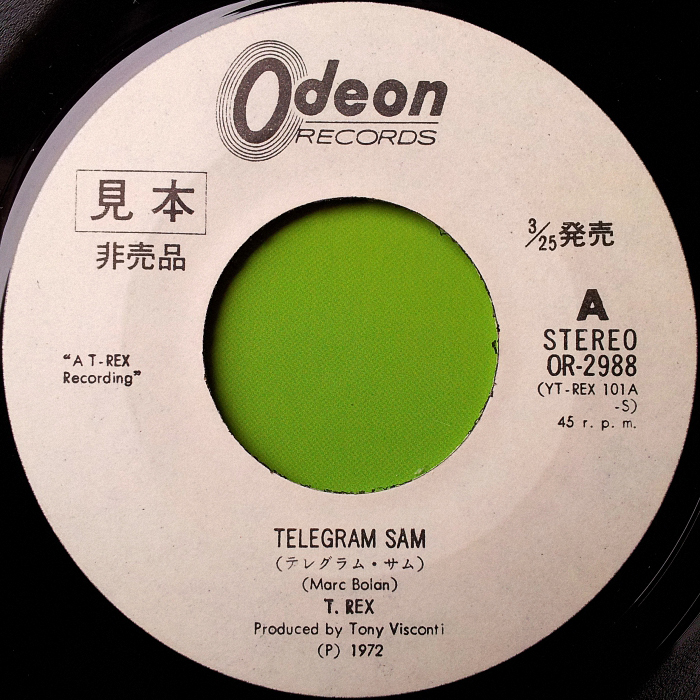 Odeon
RECORDS
見本
非売品
3/25発売
A
STEREO
OR-2988
(YT-REX 101A
-S)
45 r. p. m.
“A T-REX
Recording”
TELEGRAM SAM
(テレグラム・サム)
(Marc Bolan)
T. REX
Produced by Tony Visconti
(P) 1972